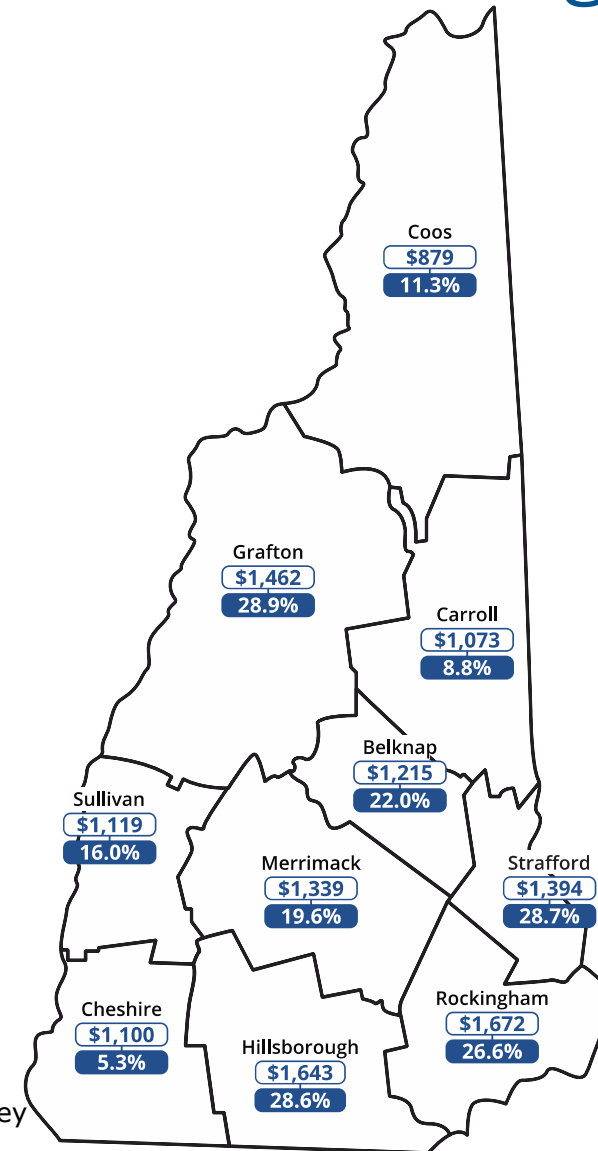 Coos
$879
11.3%
Grafton
$1,462
28.9%
Carroll
$1,073
8.8%
Belknap
$1,215
22.0%
Sullivan
$1,119
16.0%
Merrimack
$1,339
19.6%
Strafford
$1,394
28.7%
Rockingham
$1,672
26.6%
Cheshire
$1,100
5.3%
Hillsborough
$1,643
28.6%
ey